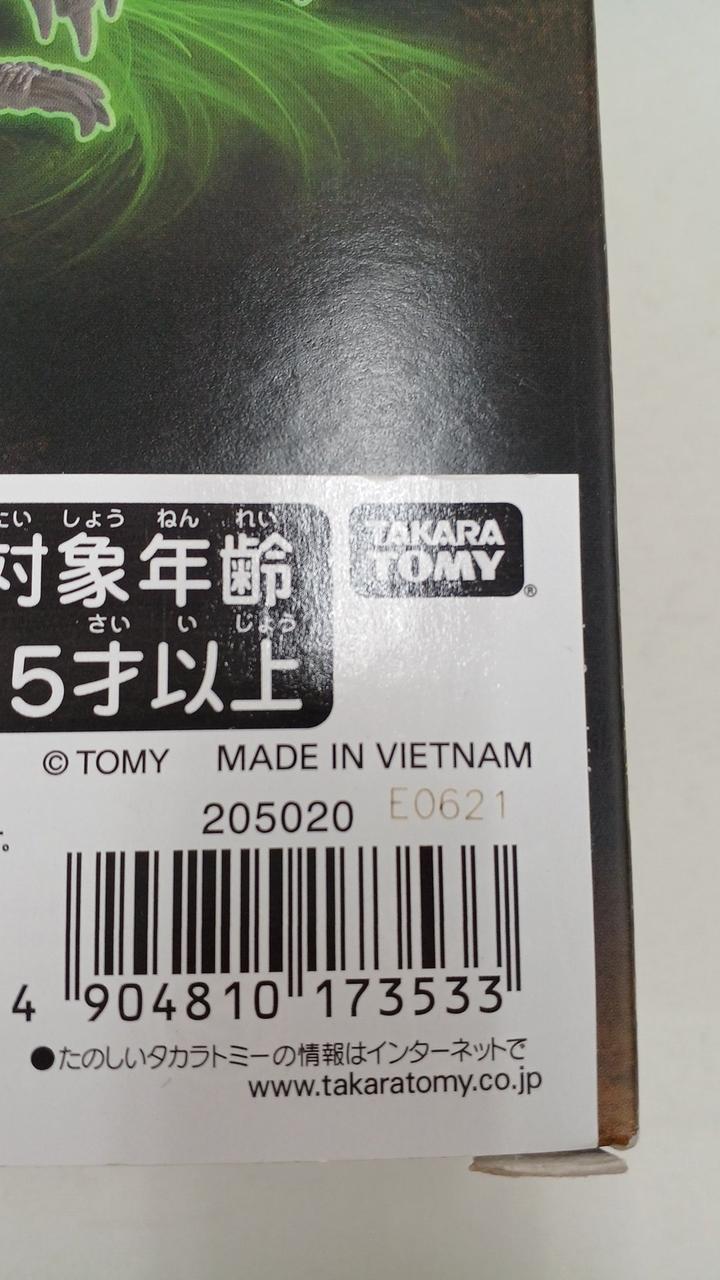 たい しょう ねん れい
対象年齢
さい い じょう
5才以上
TAKARA
TOMY
®
© TOMY MADE IN VIETNAM
205020 E0621
す。
4 904810 173533
●たのしいタカラトミーの情報はインターネットで
www.takaratomy.co.jp